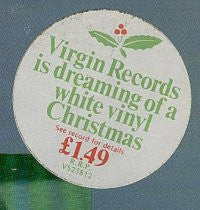 Virgin Records
is dreaming of a
white vinyl
Christmas
See record for details
£1.49
R.R.P.
VS23812